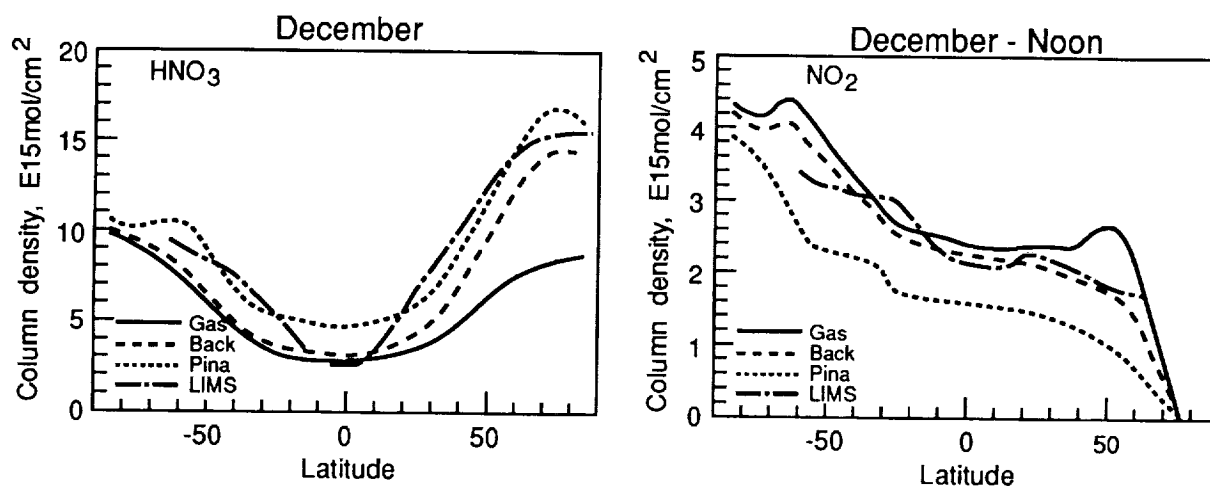 December
Column density, E15mol/cm²
20
15
10
5
0
HNO₃
Gas
Back
Pina
LIMS
-50 0 50
Latitude
December - Noon
Column density, E15mol/cm²
5
4
3
2
1
0
NO₂
Gas
Back
Pina
LIMS
-50 0 50
Latitude